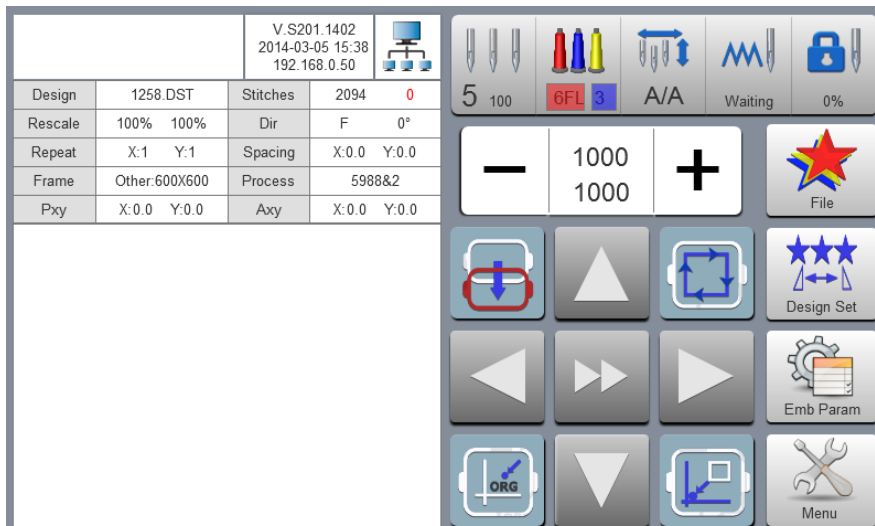 V.S201.1402
2014-03-05 15:38
192.168.0.50
Design 1258.DST Stitches 2094 0
Rescale 100% 100% Dir F 0°
Repeat X:1 Y:1 Spacing X:0.0 Y:0.0
Frame Other:600X600 Process 5988&2
Pxy X:0.0 Y:0.0 Axy X:0.0 Y:0.0
5 100 6FL 3 A/A Waiting 0%
− 1000 +
1000
File
Design Set
Emb Param
ORG
Menu